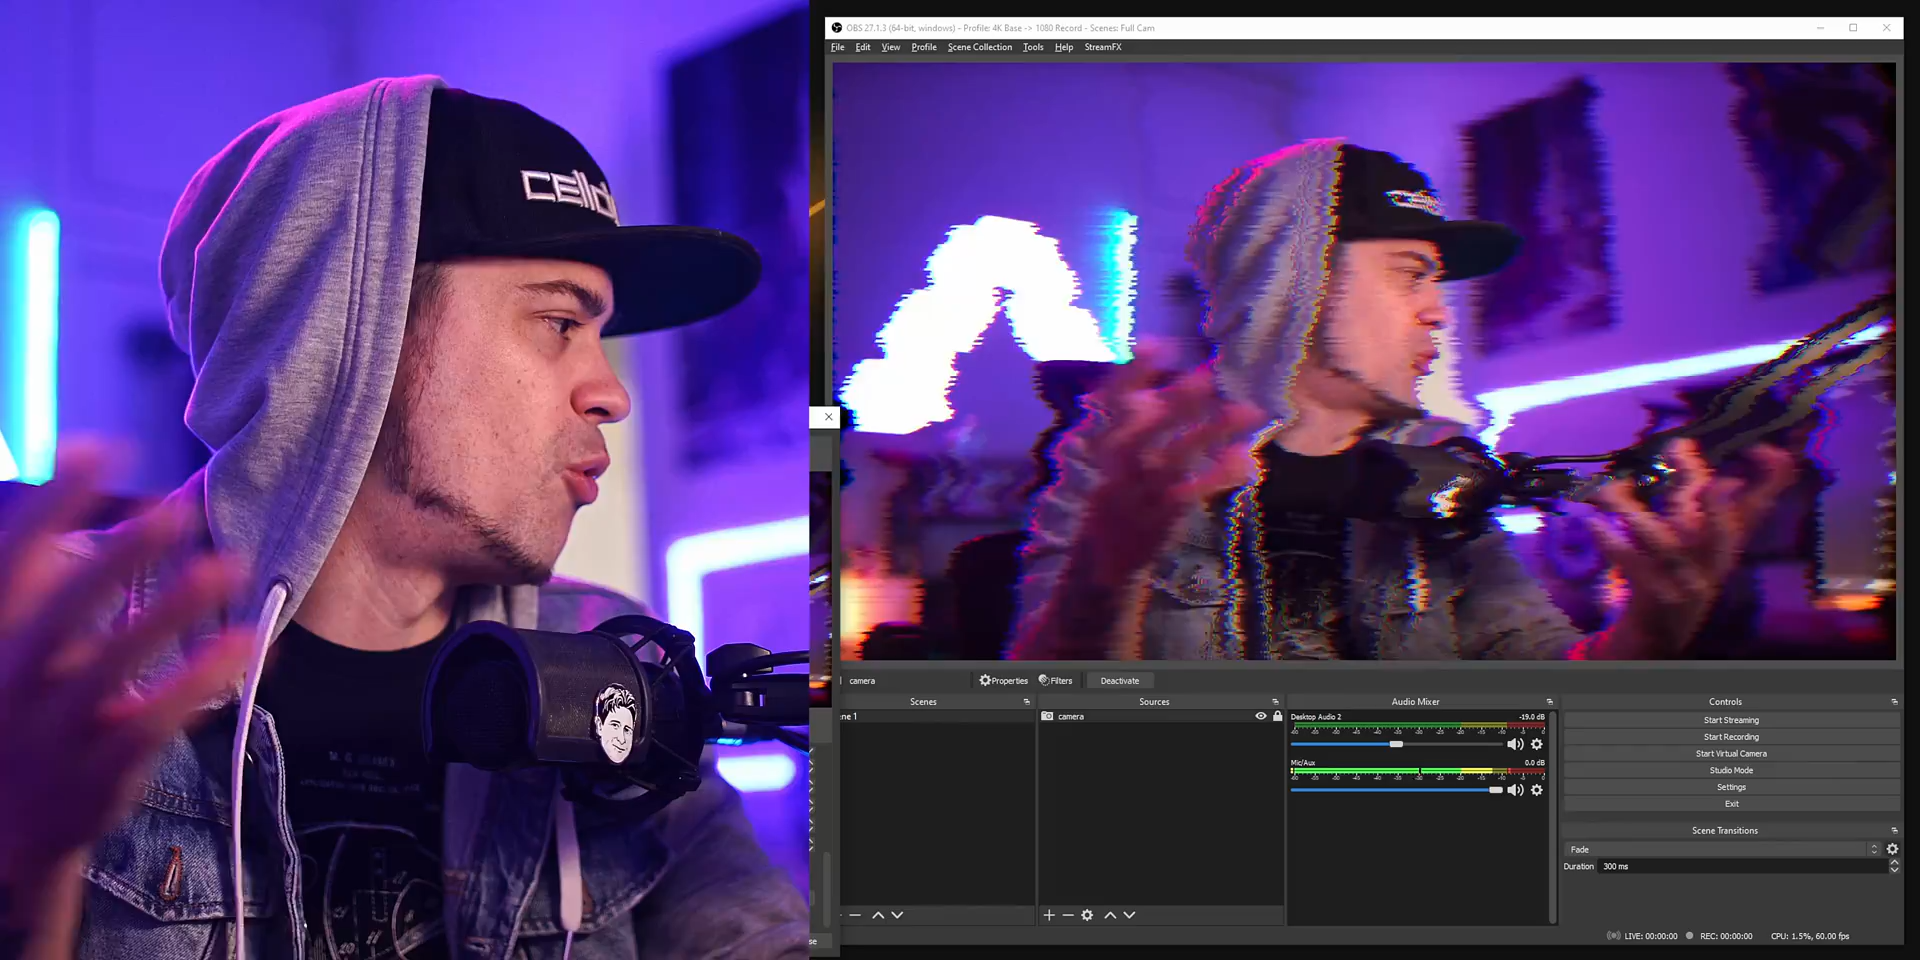 OBS 27.1.3 (64-bit, windows) - Profile: 4K Base -> 1080 Record - Scenes: Full Cam
File Edit View Profile Scene Collection Tools Help StreamFX
camera Properties Filters Deactivate
Scenes Sources Audio Mixer Controls
ne 1
camera
Desktop Audio 2 -19.0 dB
Mic/Aux 0.0 dB
Start Streaming
Start Recording
Start Virtual Camera
Studio Mode
Settings
Exit
Scene Transitions
Fade
Duration 300 ms
se
LIVE: 00:00:00 REC: 00:00:00 CPU: 1.5%, 60.00 fps